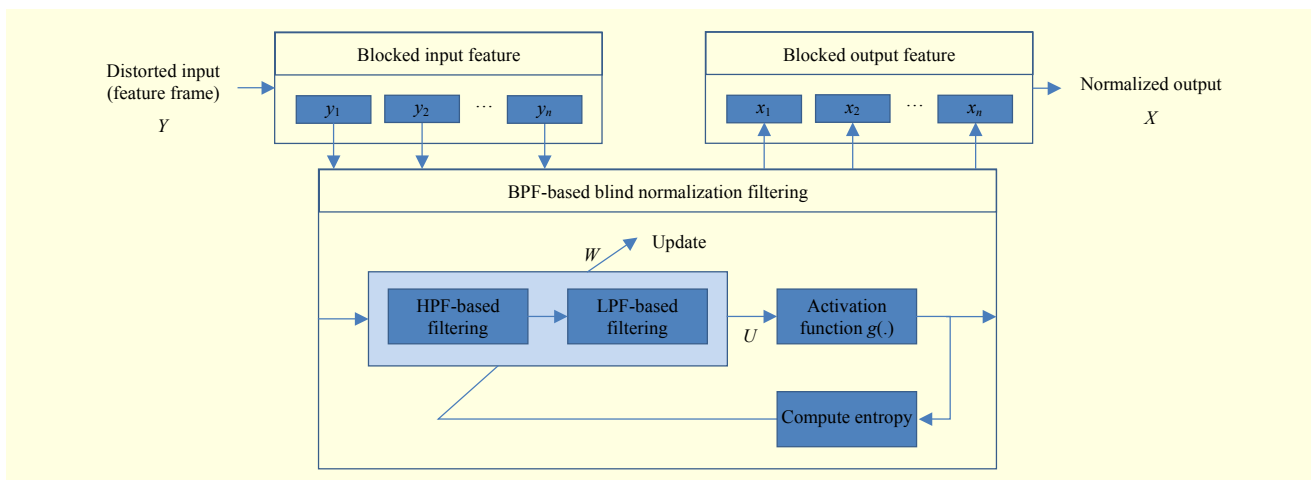 Blocked input feature
Blocked output feature
Distorted input
(feature frame)
Y
y1 y2 ... yn
x1 x2 ... xn
Normalized output
X
BPF-based blind normalization filtering
W
Update
HPF-based
filtering
LPF-based
filtering
U
Activation
function g(.)
Compute entropy